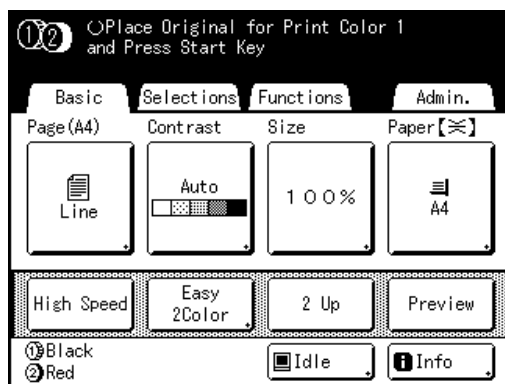 ①② Place Original for Print Color 1
and Press Start Key
Basic Selections Functions Admin.
Page(A4) Contrast Size Paper【】
Line
Auto
100%
A4
High Speed
Easy
2Color
2 Up
Preview
①Black
②Red
Idle
Info